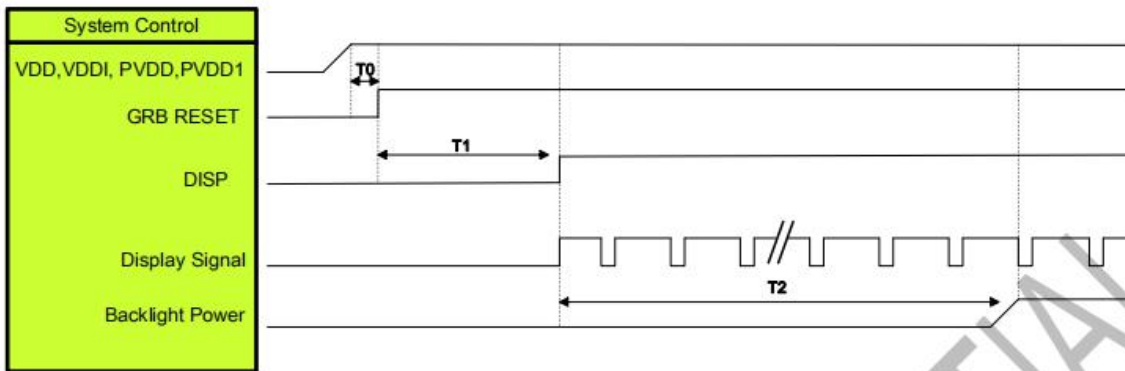 System Control
VDD,VDDI, PVDD,PVDD1
T0
GRB RESET
T1
DISP
Display Signal
T2
Backlight Power